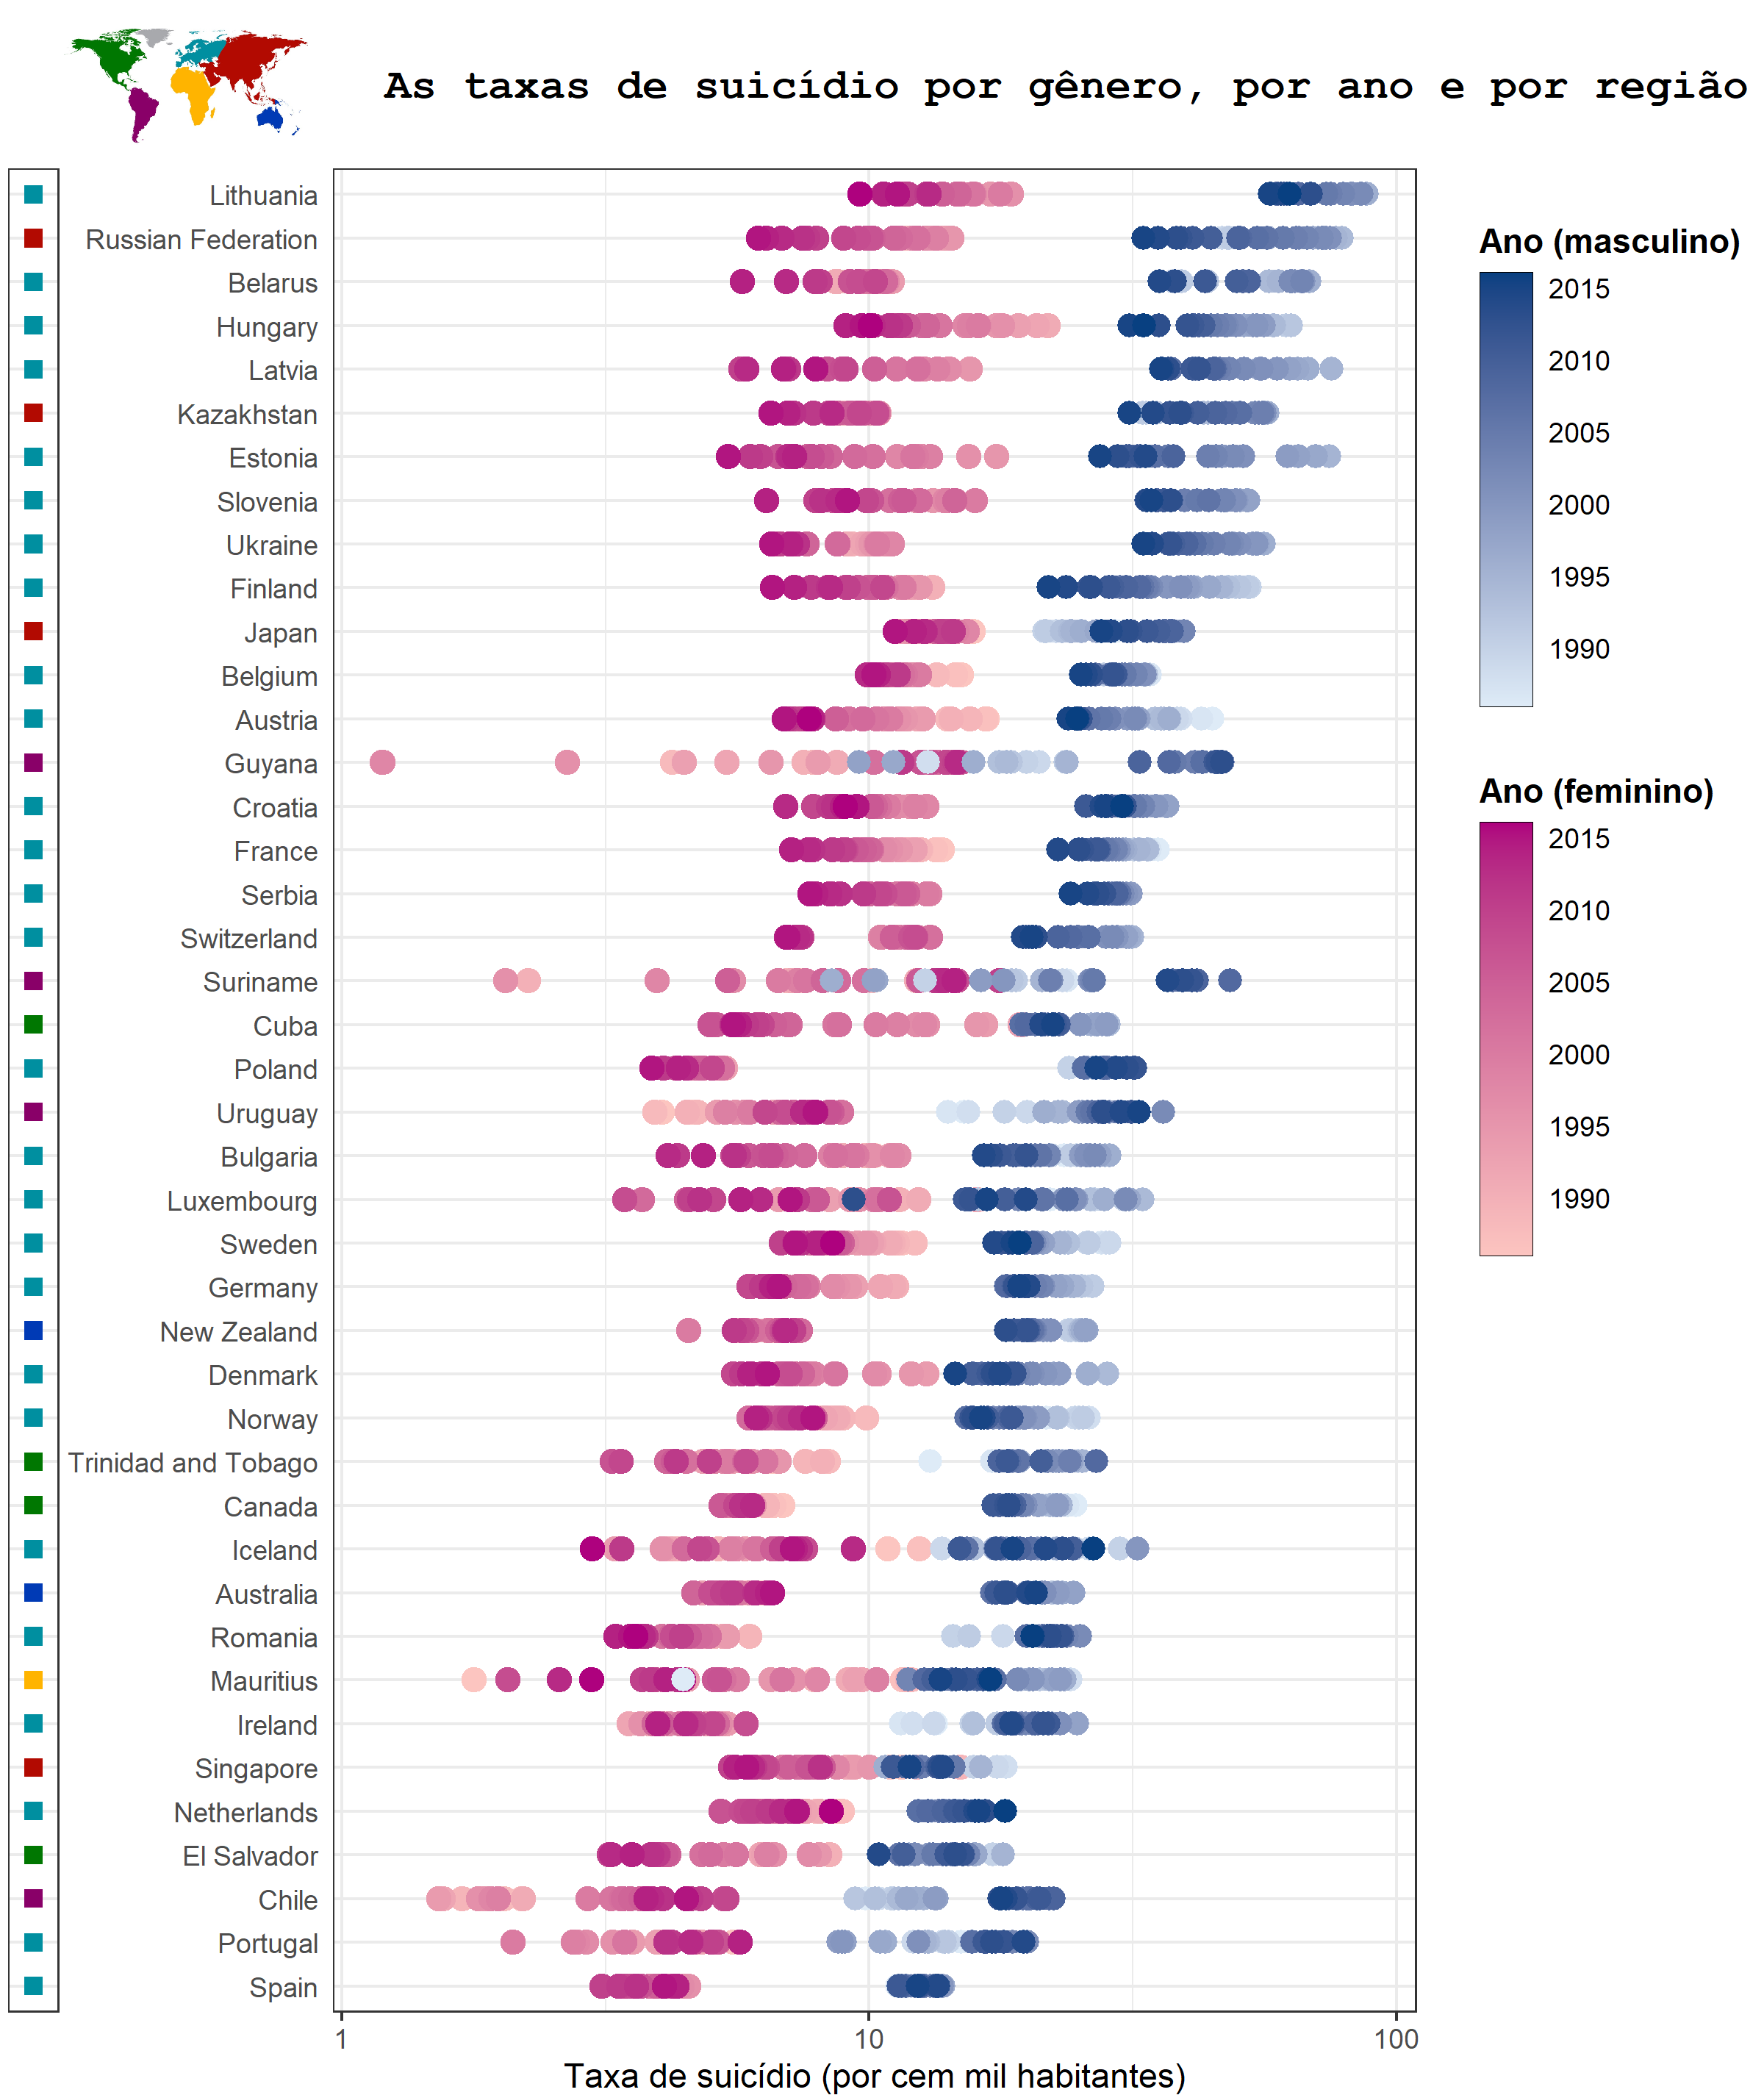 As taxas de suicídio por gênero, por ano e por região
Lithuania
Russian Federation
Belarus
Hungary
Latvia
Kazakhstan
Estonia
Slovenia
Ukraine
Finland
Japan
Belgium
Austria
Guyana
Croatia
France
Serbia
Switzerland
Suriname
Cuba
Poland
Uruguay
Bulgaria
Luxembourg
Sweden
Germany
New Zealand
Denmark
Norway
Trinidad and Tobago
Canada
Iceland
Australia
Romania
Mauritius
Ireland
Singapore
Netherlands
El Salvador
Chile
Portugal
Spain
1 10 100
Taxa de suicídio (por cem mil habitantes)
Ano (masculino)
2015
2010
2005
2000
1995
1990
Ano (feminino)
2015
2010
2005
2000
1995
1990